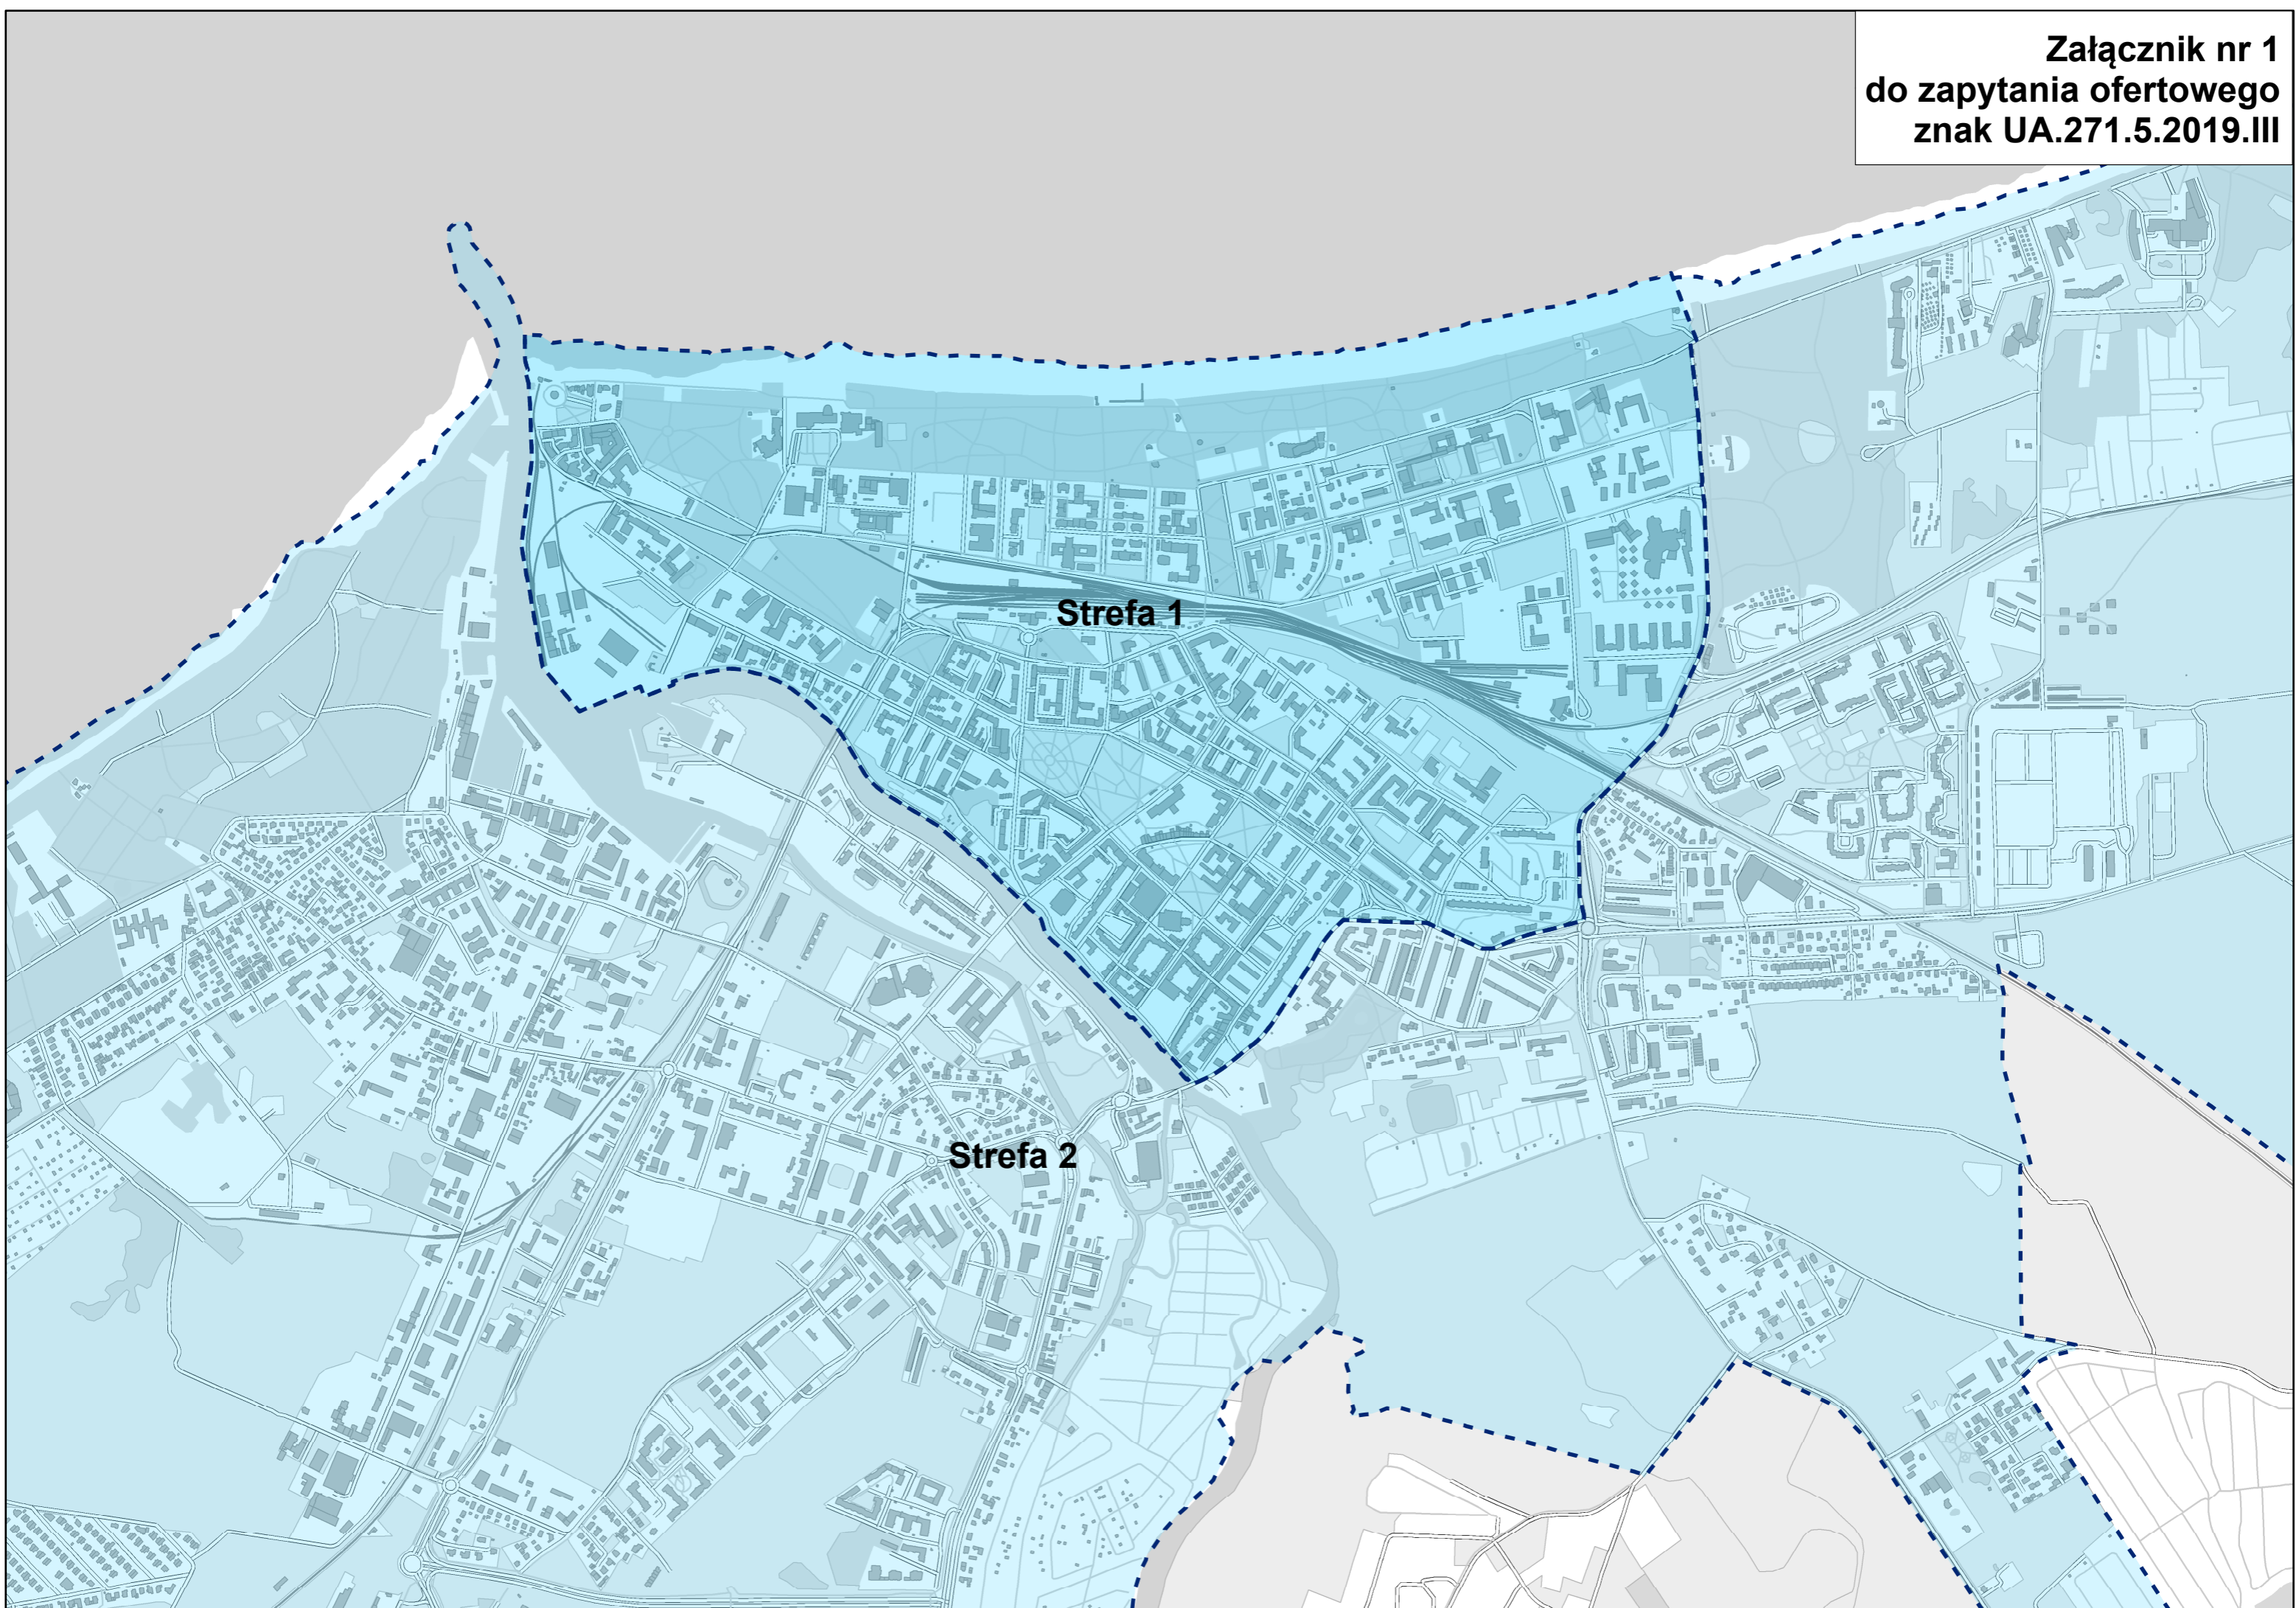 Załącznik nr 1
do zapytania ofertowego
znak UA.271.5.2019.III
Strefa 1
Strefa 2